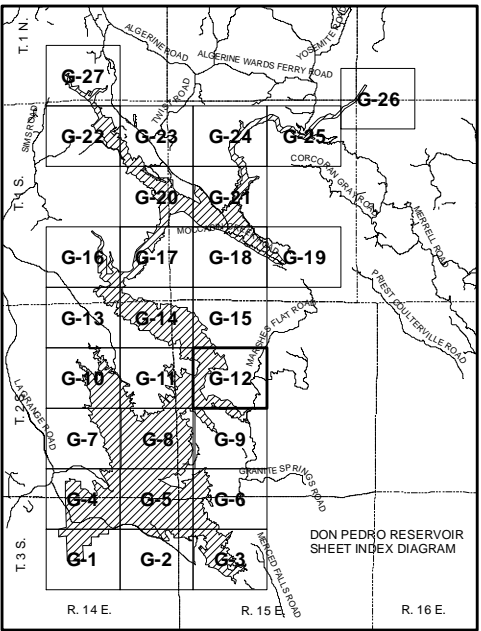 T. 1 N.
ALGERINE ROAD
YOSEMITE ROAD
ALGERINE WARDS FERRY ROAD
G-27
TWIST ROAD
G-26
SIMS ROAD
G-22
G-23
G-24
G-25
CORCORAN GRAY ROAD
T. 1 S.
G-20
G-21
MERRELL ROAD
G-16
G-17
G-18
G-19
PRIEST COULTERVILLE ROAD
G-13
G-14
G-15
MARSHES FLAT ROAD
T. 2 S.
G-10
G-11
G-12
LA GRANGE ROAD
G-7
G-8
G-9
GRANITE SPRINGS ROAD
G-4
G-5
G-6
T. 3 S.
G-1
G-2
G-3
MERCED FALLS ROAD
DON PEDRO RESERVOIR
SHEET INDEX DIAGRAM
R. 14 E.
R. 15 E.
R. 16 E.